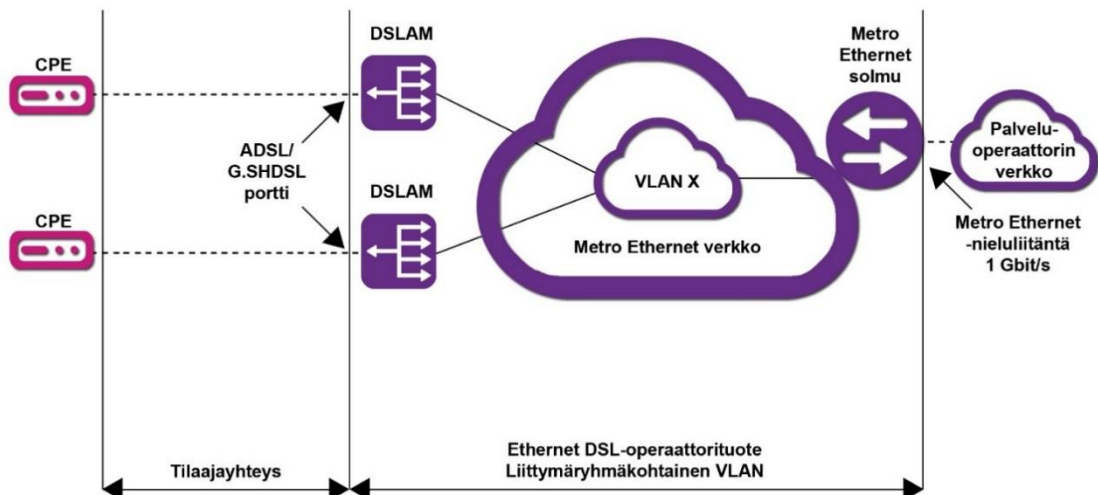 CPE
DSLAM
Metro
Ethernet
solmu
ADSL/
G.SHDSL
portti
VLAN X
Palvelu-
operaattorin
verkko
CPE
DSLAM
Metro Ethernet verkko
Metro Ethernet
-nieluliitäntä
1 Gbit/s
Tilaajayhteys
Ethernet DSL-operaattorituote
Liittymäryhmäkohtainen VLAN